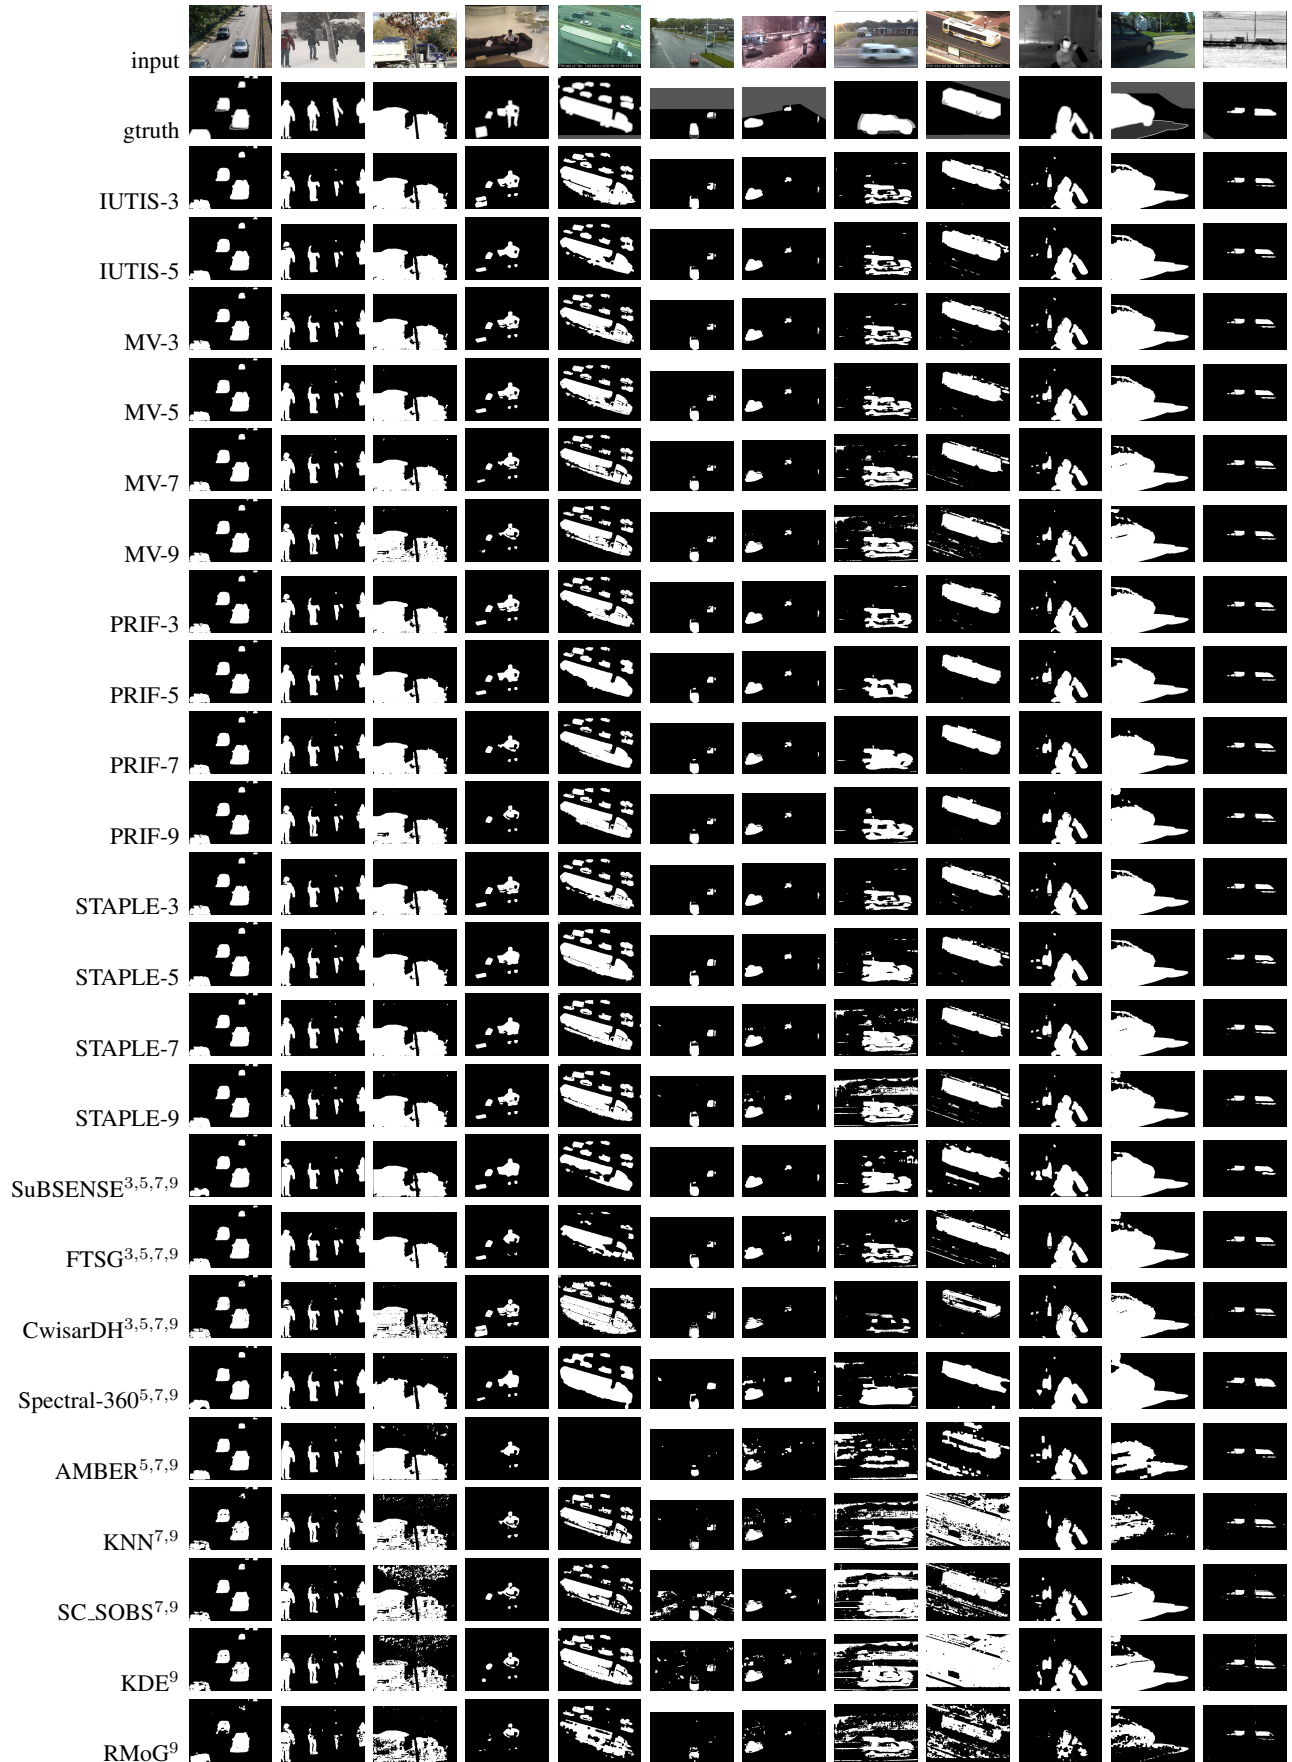 input
gtruth
IUTIS-3
IUTIS-5
MV-3
MV-5
MV-7
MV-9
PRIF-3
PRIF-5
PRIF-7
PRIF-9
STAPLE-3
STAPLE-5
STAPLE-7
STAPLE-9
SuBSENSE3,5,7,9
FTSG3,5,7,9
CwisarDH3,5,7,9
Spectral-3605,7,9
AMBER5,7,9
KNN7,9
SC_SOBS7,9
KDE9
RMoG9